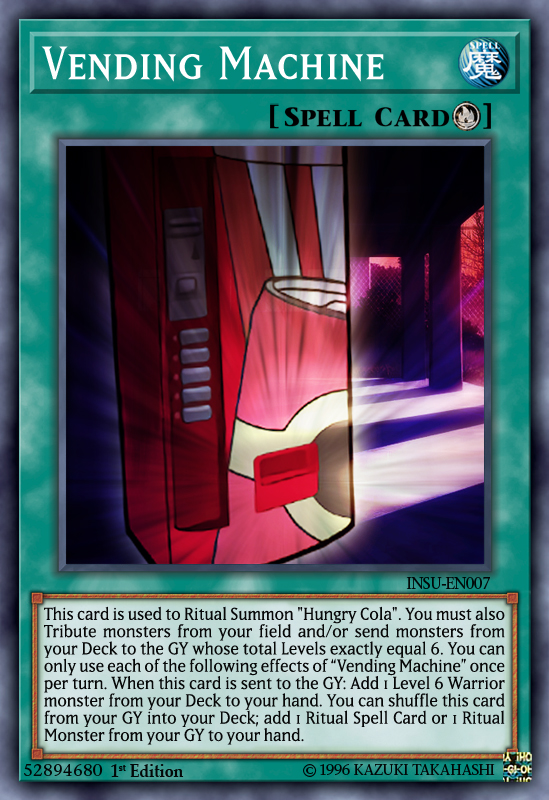 VENDING MACHINE
SPELL
魔
[SPELL CARD]
INSU-EN007
This card is used to Ritual Summon "Hungry Cola". You must also
Tribute monsters from your field and/or send monsters from
your Deck to the GY whose total Levels exactly equal 6. You can
only use each of the following effects of “Vending Machine” once
per turn. When this card is sent to the GY: Add 1 Level 6 Warrior
monster from your Deck to your hand. You can shuffle this card
from your GY into your Deck; add 1 Ritual Spell Card or 1 Ritual
Monster from your GY to your hand.
52894680 1st Edition © 1996 KAZUKI TAKAHASHI